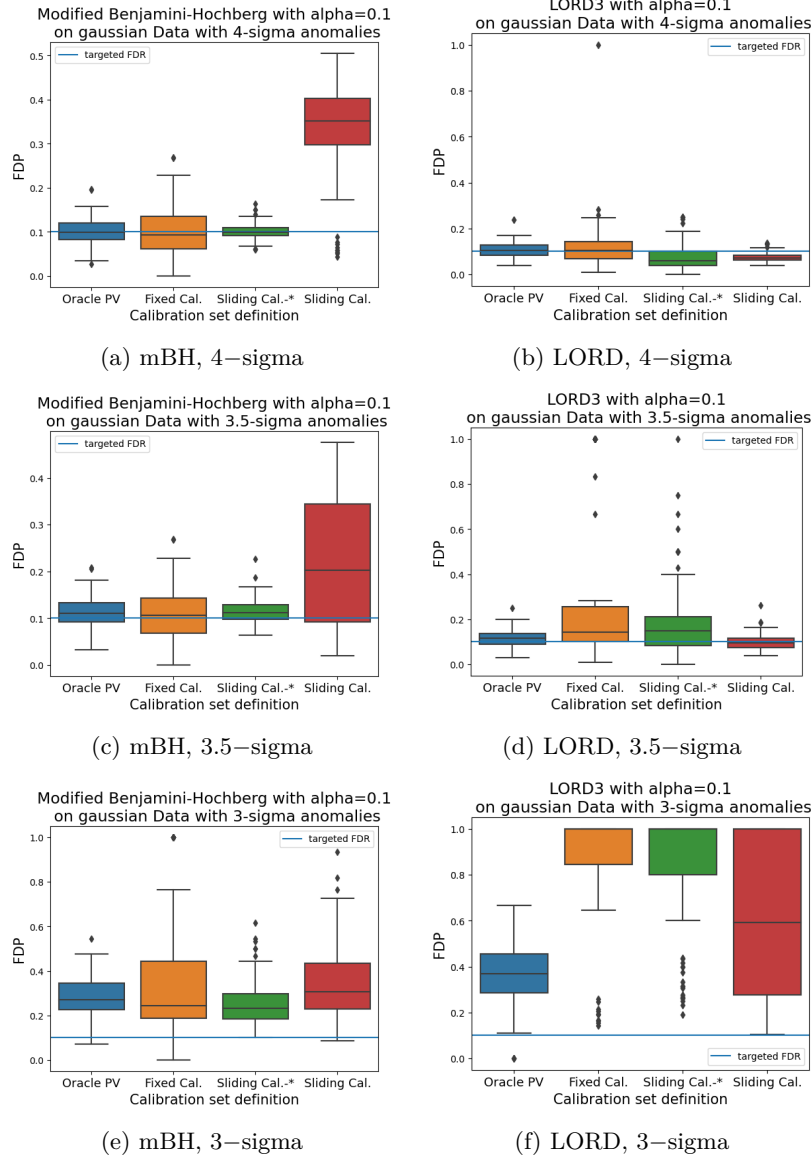 Modified Benjamini-Hochberg with alpha=0.1
on gaussian Data with 4-sigma anomalies
targeted FDR
0.5
0.4
0.3
0.2
0.1
0.0
FDP
Oracle PV Fixed Cal. Sliding Cal.-* Sliding Cal.
Calibration set definition
(a) mBH, 4−sigma
LORD3 with alpha=0.1
on gaussian Data with 4-sigma anomalies
targeted FDR
1.0
0.8
0.6
0.4
0.2
0.0
FDP
Oracle PV Fixed Cal. Sliding Cal.-* Sliding Cal.
Calibration set definition
(b) LORD, 4−sigma
Modified Benjamini-Hochberg with alpha=0.1
on gaussian Data with 3.5-sigma anomalies
targeted FDR
0.4
0.3
0.2
0.1
0.0
FDP
Oracle PV Fixed Cal. Sliding Cal.-* Sliding Cal.
Calibration set definition
(c) mBH, 3.5−sigma
LORD3 with alpha=0.1
on gaussian Data with 3.5-sigma anomalies
targeted FDR
1.0
0.8
0.6
0.4
0.2
0.0
FDP
Oracle PV Fixed Cal. Sliding Cal.-* Sliding Cal.
Calibration set definition
(d) LORD, 3.5−sigma
Modified Benjamini-Hochberg with alpha=0.1
on gaussian Data with 3-sigma anomalies
targeted FDR
1.0
0.8
0.6
0.4
0.2
0.0
FDP
Oracle PV Fixed Cal. Sliding Cal.-* Sliding Cal.
Calibration set definition
(e) mBH, 3−sigma
LORD3 with alpha=0.1
on gaussian Data with 3-sigma anomalies
1.0
0.8
0.6
0.4
0.2
0.0
FDP
targeted FDR
Oracle PV Fixed Cal. Sliding Cal.-* Sliding Cal.
Calibration set definition
(f) LORD, 3−sigma